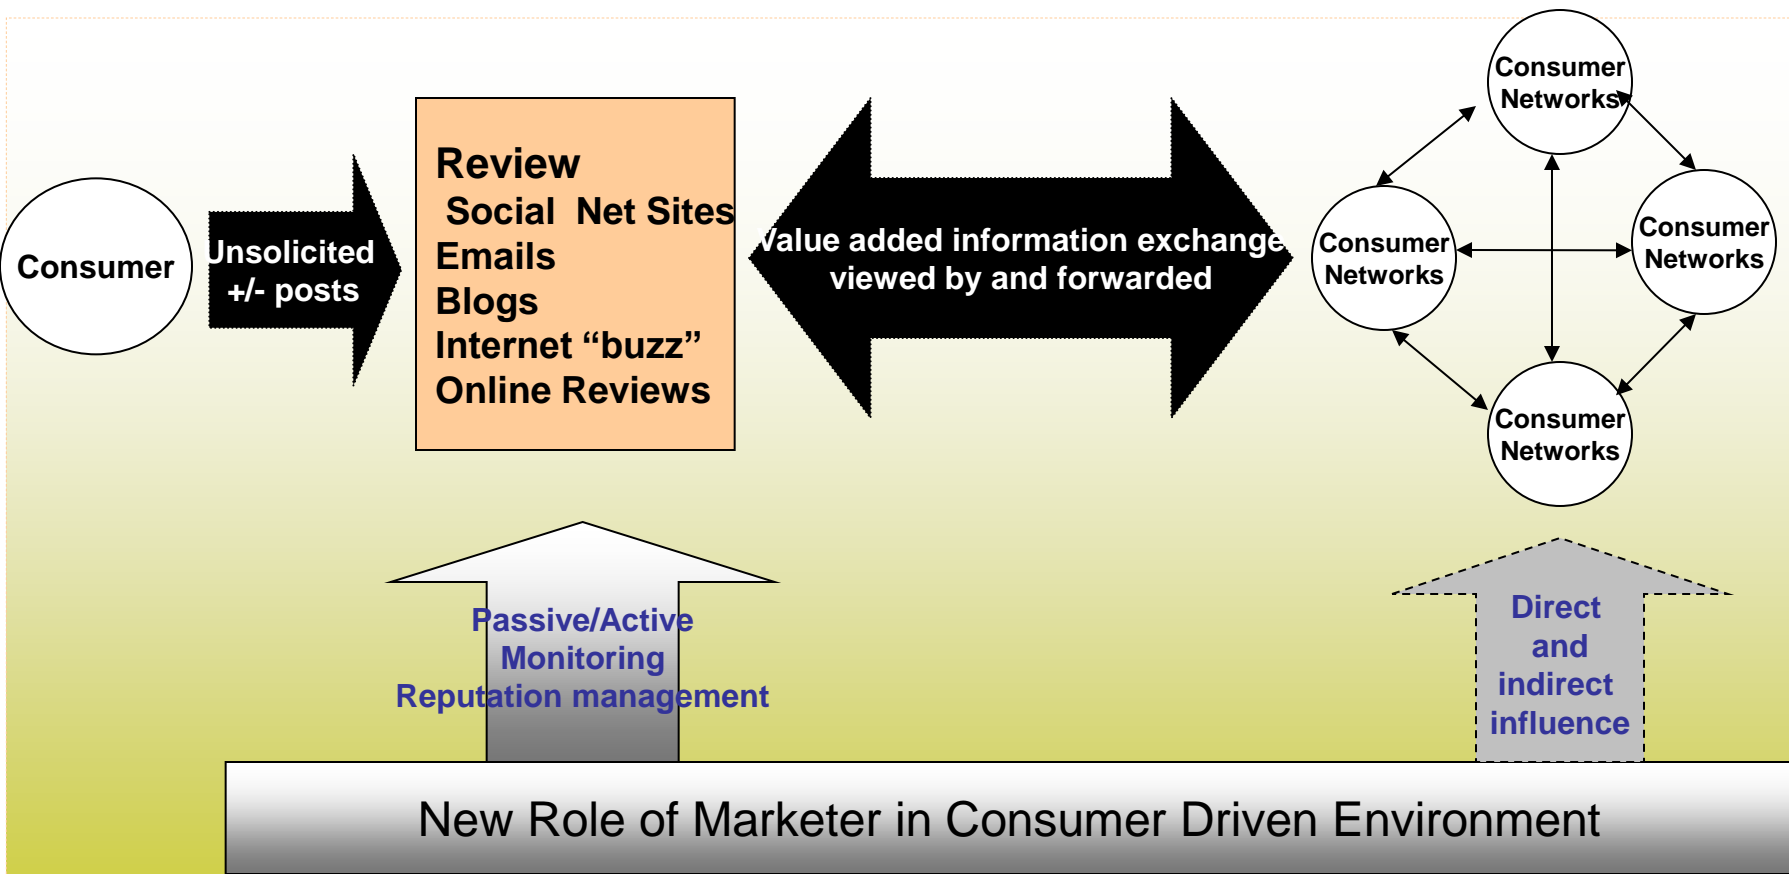 Consumer
Unsolicited
+/- posts
Review
Social Net Sites
Emails
Blogs
Internet “buzz”
Online Reviews
Value added information exchange
viewed by and forwarded
Consumer
Networks
Consumer
Networks
Consumer
Networks
Consumer
Networks
Passive/Active
Monitoring
Reputation management
Direct
and
indirect
influence
New Role of Marketer in Consumer Driven Environment